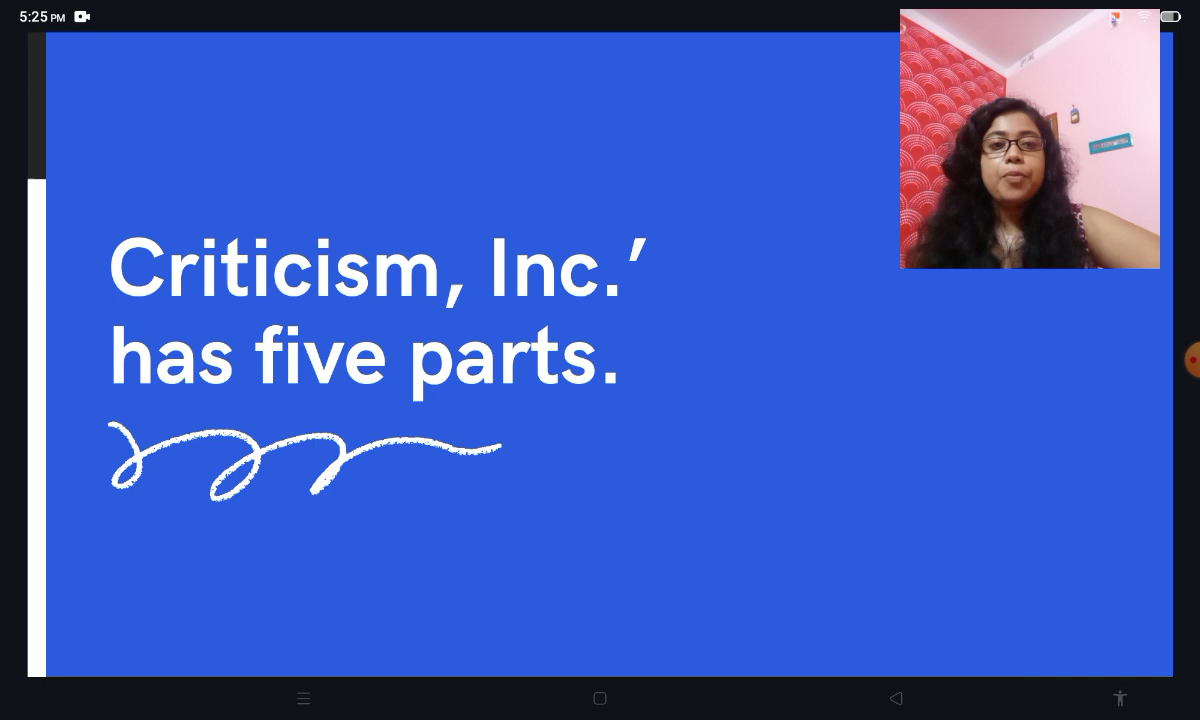 5:25 PM
Criticism, Inc.’
has five parts.